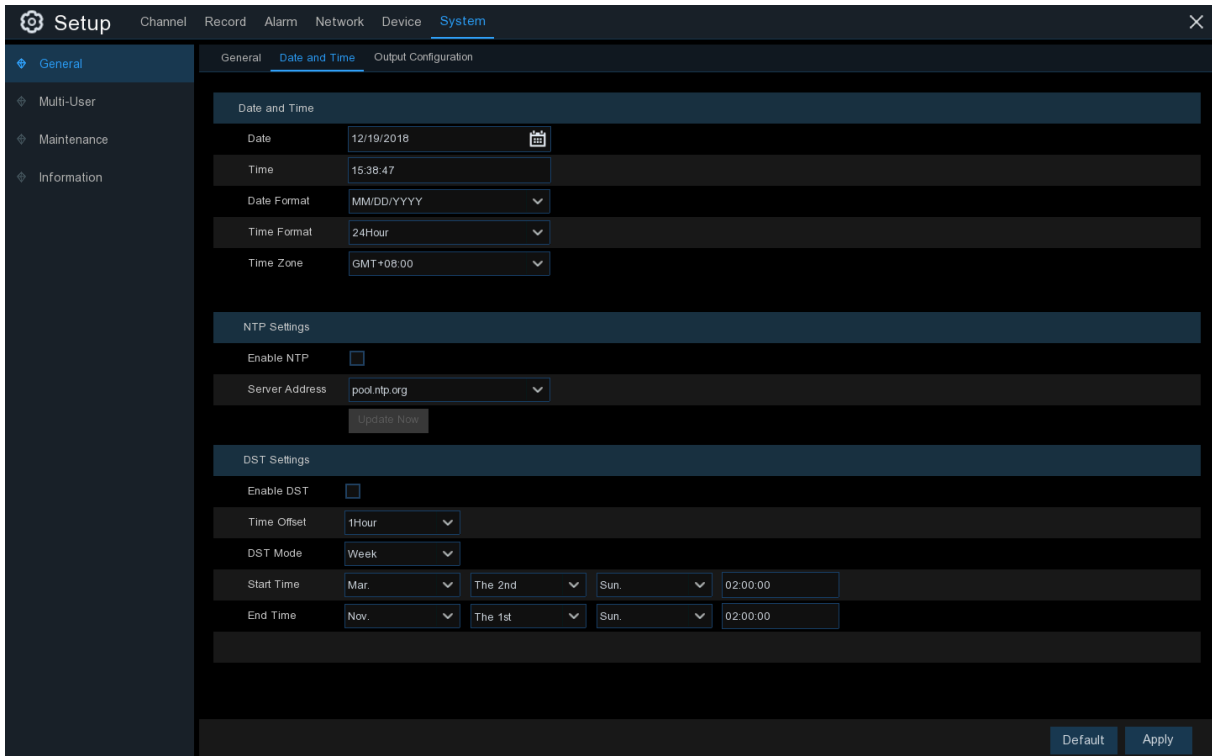 Setup Channel Record Alarm Network Device System
General General Date and Time Output Configuration
Multi-User
Maintenance
Information
Date and Time
Date 12/19/2018
Time 15:38:47
Date Format MM/DD/YYYY
Time Format 24Hour
Time Zone GMT+08:00
NTP Settings
Enable NTP
Server Address pool.ntp.org
Update Now
DST Settings
Enable DST
Time Offset 1Hour
DST Mode Week
Start Time Mar. The 2nd Sun. 02:00:00
End Time Nov. The 1st Sun. 02:00:00
Default Apply